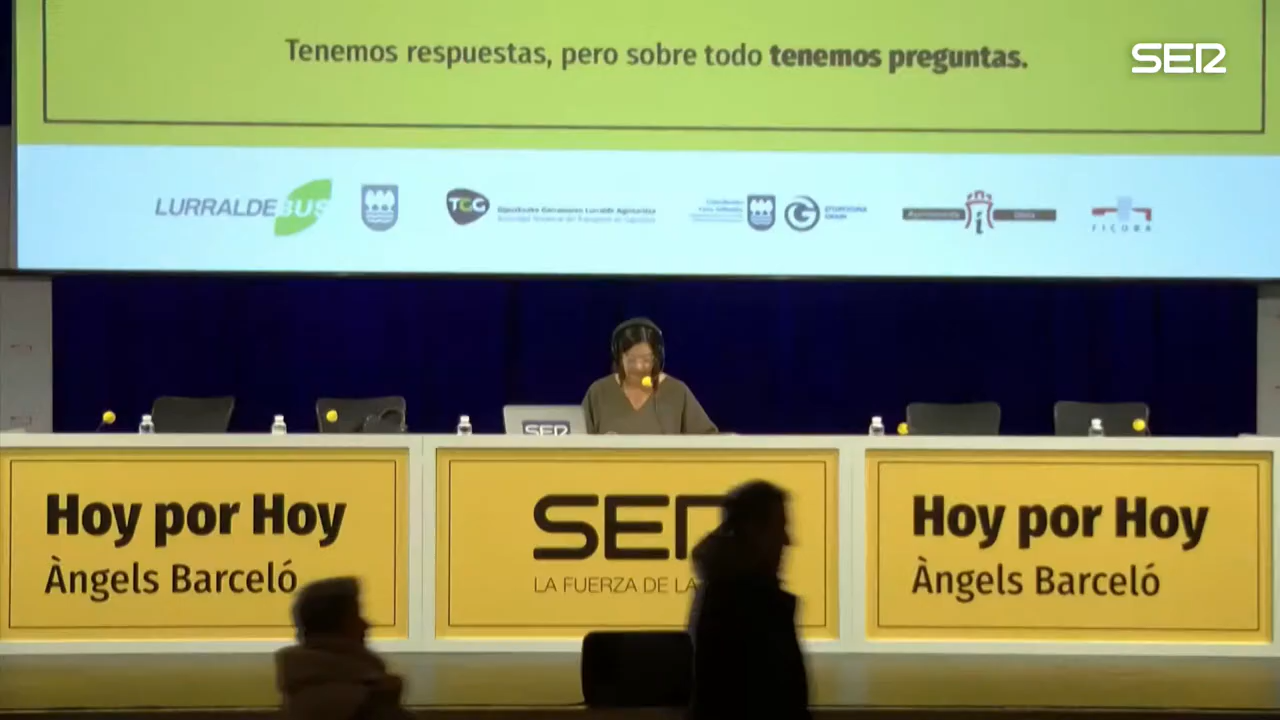 Tenemos respuestas, pero sobre todo tenemos preguntas.
SER
LURRALDEBUS
TGG
FICOBA
SER
Hoy por Hoy
Àngels Barceló
SER
LA FUERZA DE LA
Hoy por Hoy
Àngels Barceló